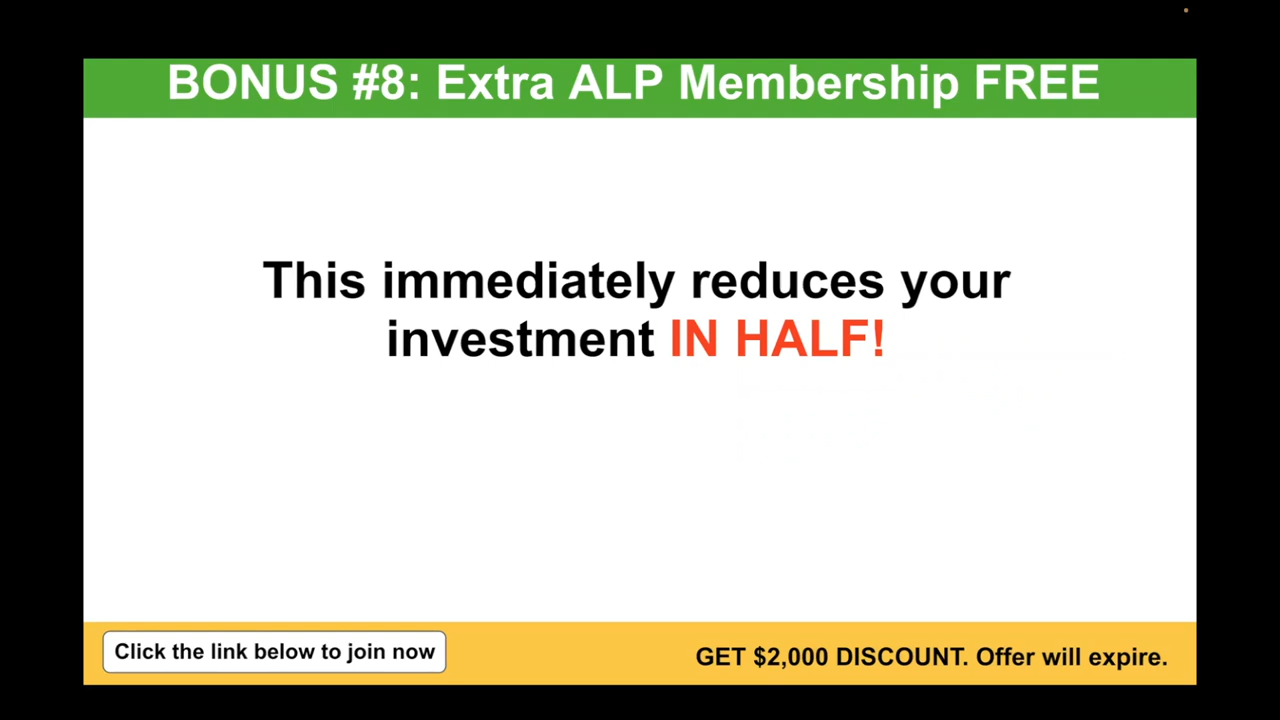 BONUS #8: Extra ALP Membership FREE
This immediately reduces your
investment IN HALF!
Click the link below to join now
GET $2,000 DISCOUNT. Offer will expire.